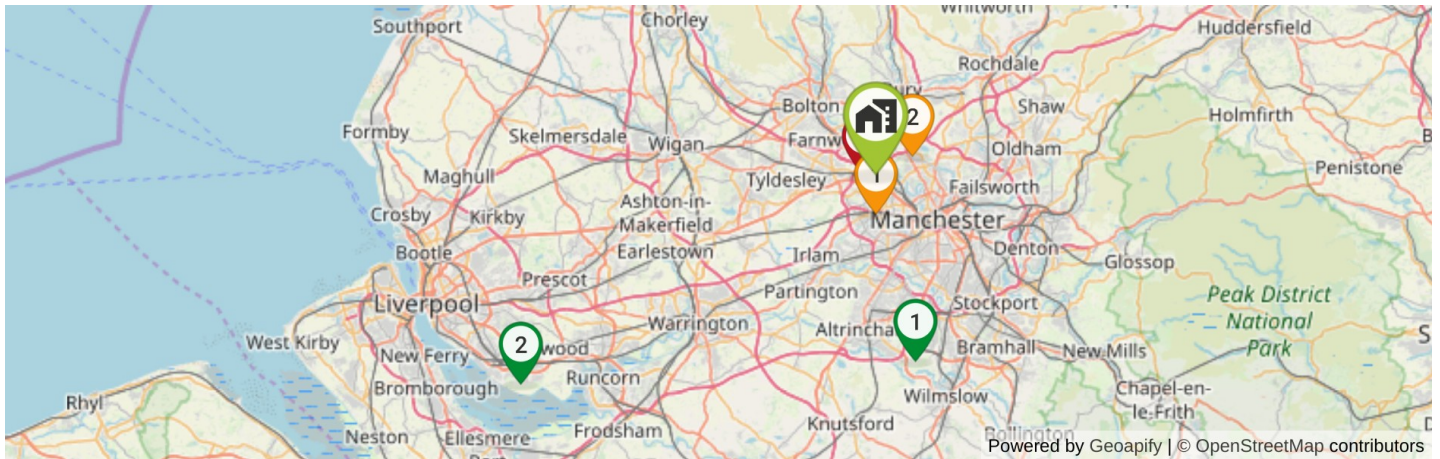 Southport
Chorley
Whitworth
Huddersfield
Rochdale
Bury
Bolton
2
Shaw
Holmfirth
Formby
Skelmersdale
Wigan
Farnw
Oldham
Penistone
Maghull
Tyldesley
1
Failsworth
Ashton-in-
Makerfield
Crosby
Kirkby
Manchester
Bootle
Earlestown
Irlam
Denton
Glossop
Prescot
Partington
Peak District
National
Park
Liverpool
Stockport
Warrington
Altrincha
1
West Kirby
New Ferry
2
wood
Bramhall
New Mills
Bromborough
Runcorn
Chapel-en-
le-Frith
Wilmslow
Rhyl
Knutsford
Neston
Ellesmere
Frodsham
Bollington
Powered by Geoapify | © OpenStreetMap contributors